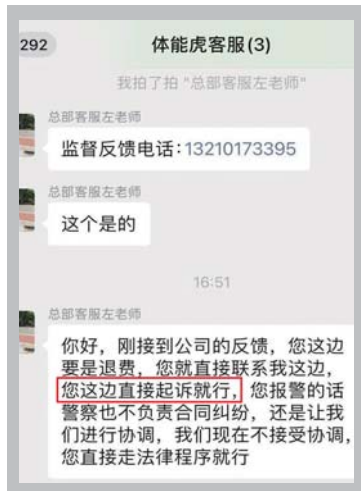 292
体能虎客服(3)
我拍了拍 "总部客服左老师"
总部客服左老师
监督反馈电话:13210173395
总部客服左老师
这个是的
16:51
总部客服左老师
你好，刚接到公司的反馈，您这边
要是退费，您就直接联系我这边，
您这边直接起诉就行，您报警的话
警察也不负责合同纠纷，还是让我
们进行协调，我们现在不接受协调，
您直接走法律程序就行